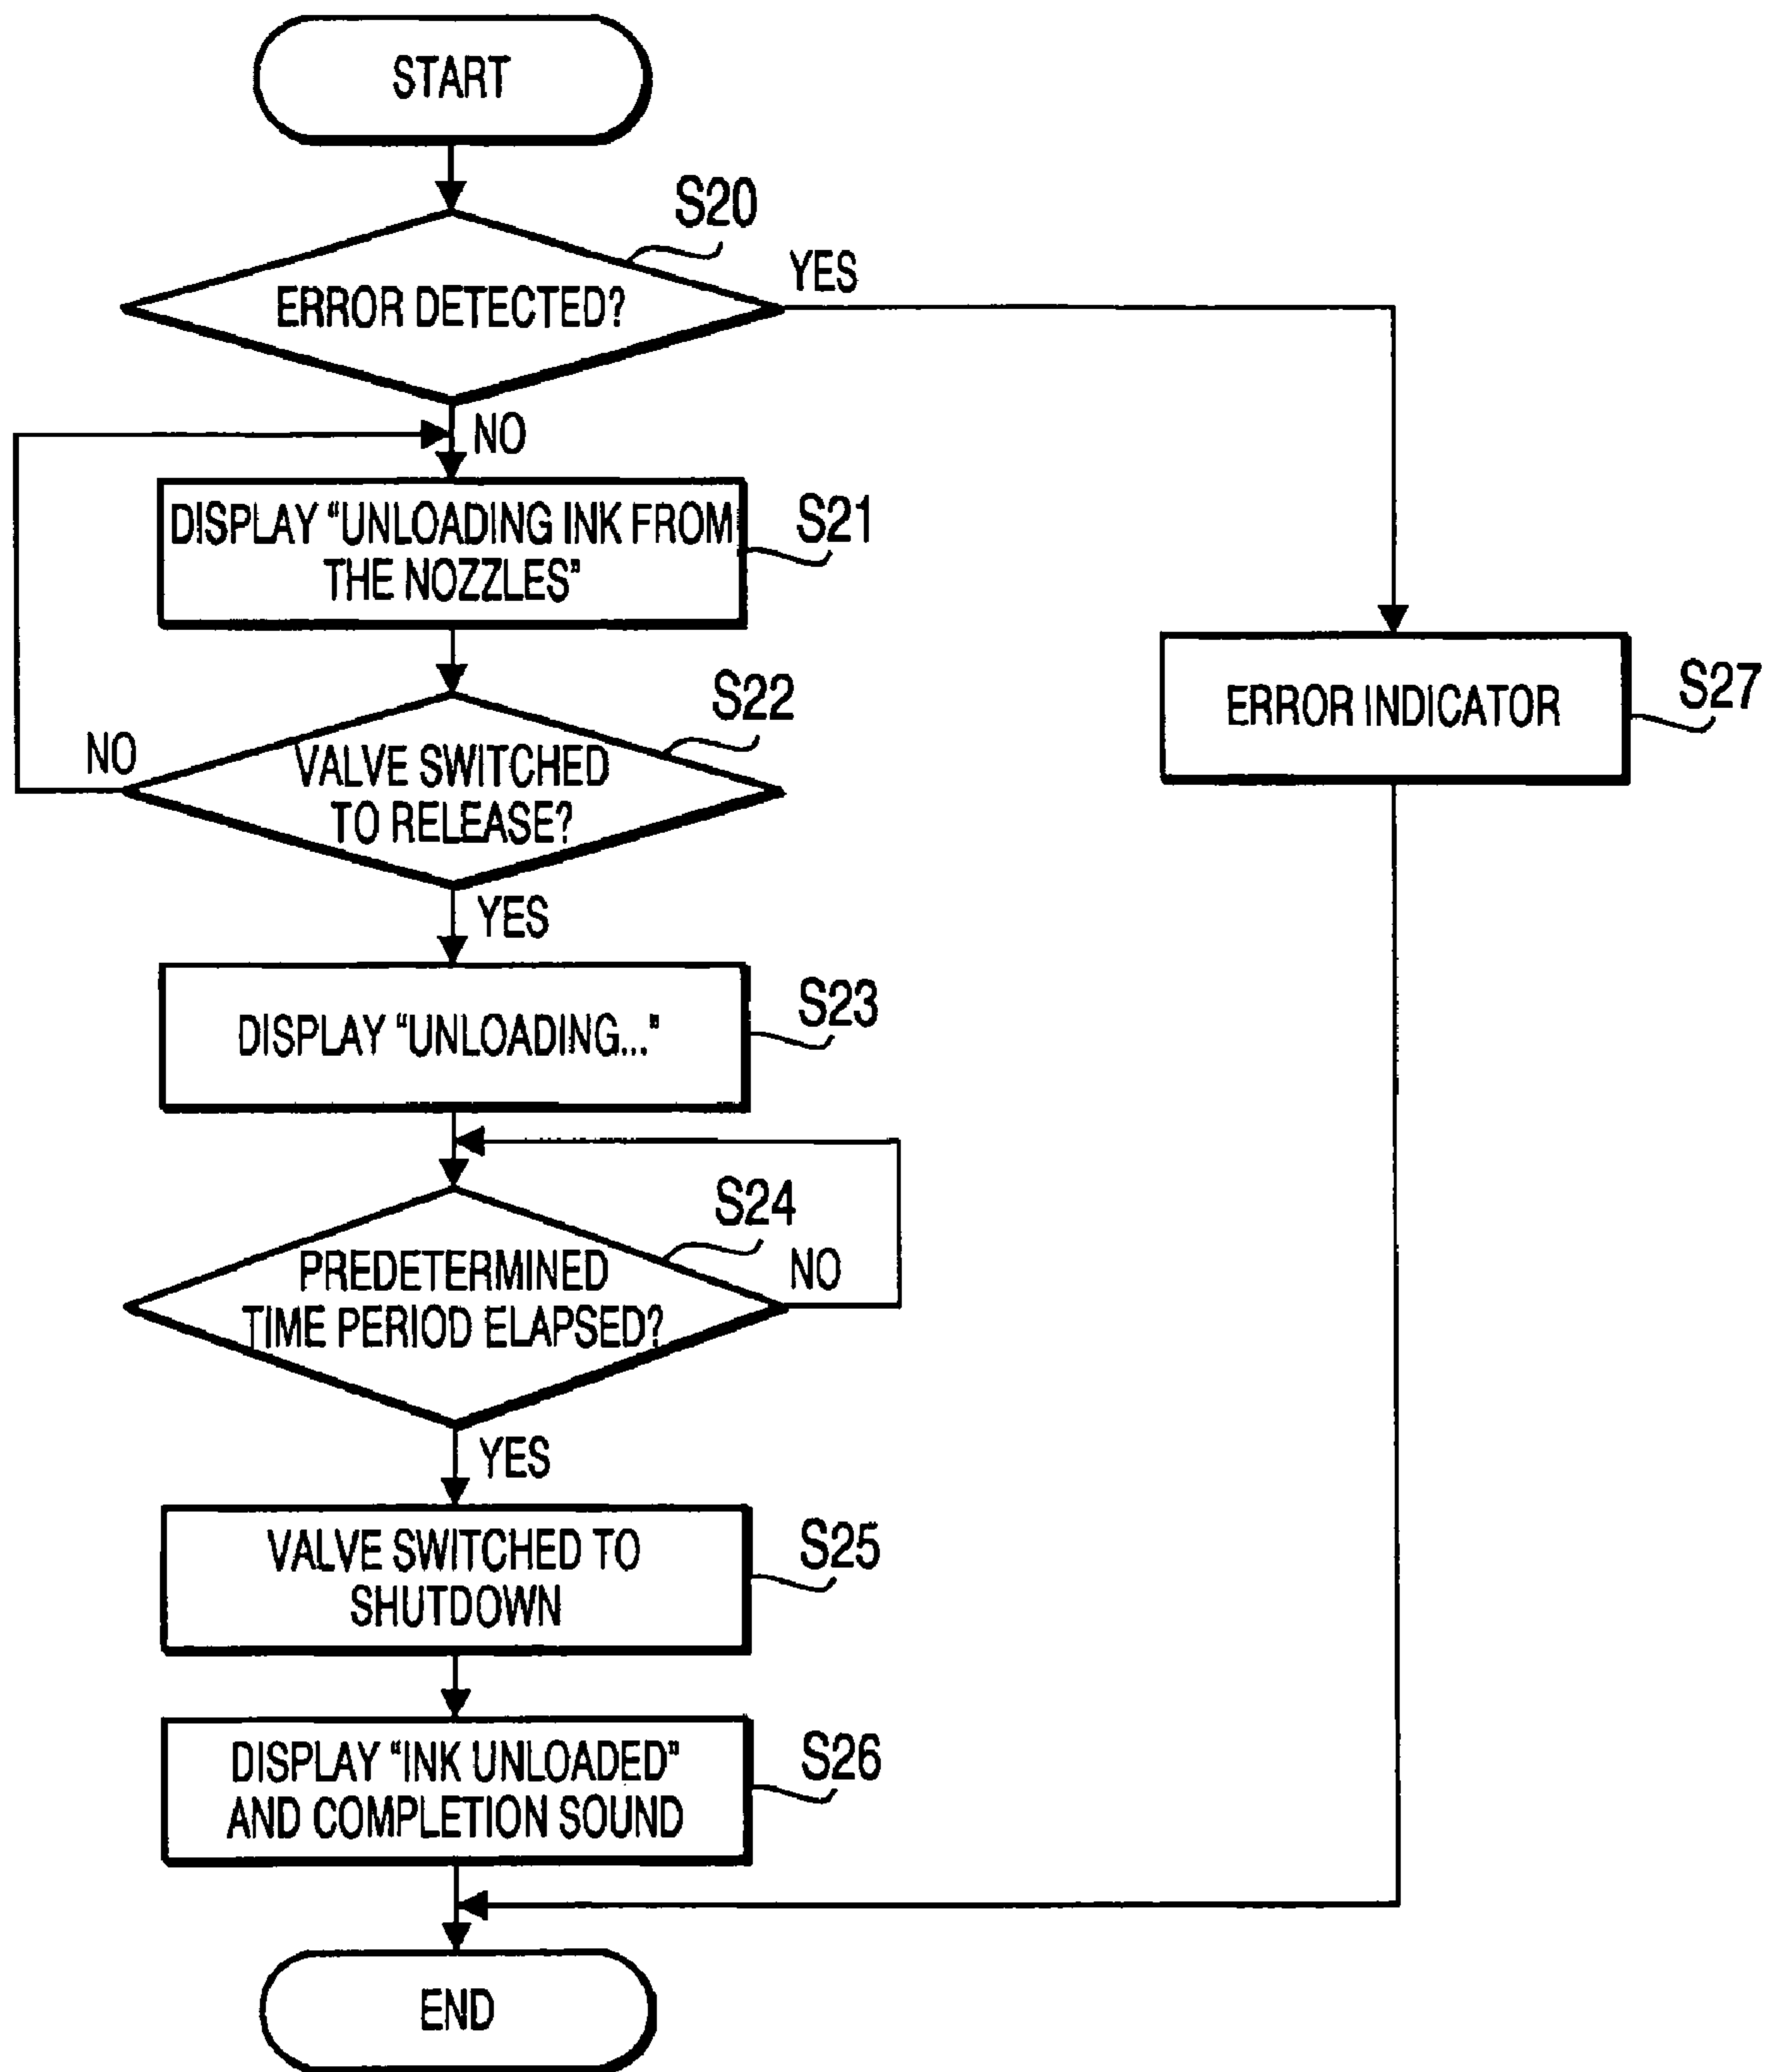 START
S20
ERROR DETECTED?
YES
NO
DISPLAY “UNLOADING INK FROM
THE NOZZLES”
S21
S22
VALVE SWITCHED
TO RELEASE?
NO
YES
ERROR INDICATOR
S27
DISPLAY “UNLOADING...”
S23
S24
PREDETERMINED
TIME PERIOD ELAPSED?
NO
YES
VALVE SWITCHED TO
SHUTDOWN
S25
DISPLAY “INK UNLOADED”
AND COMPLETION SOUND
S26
END